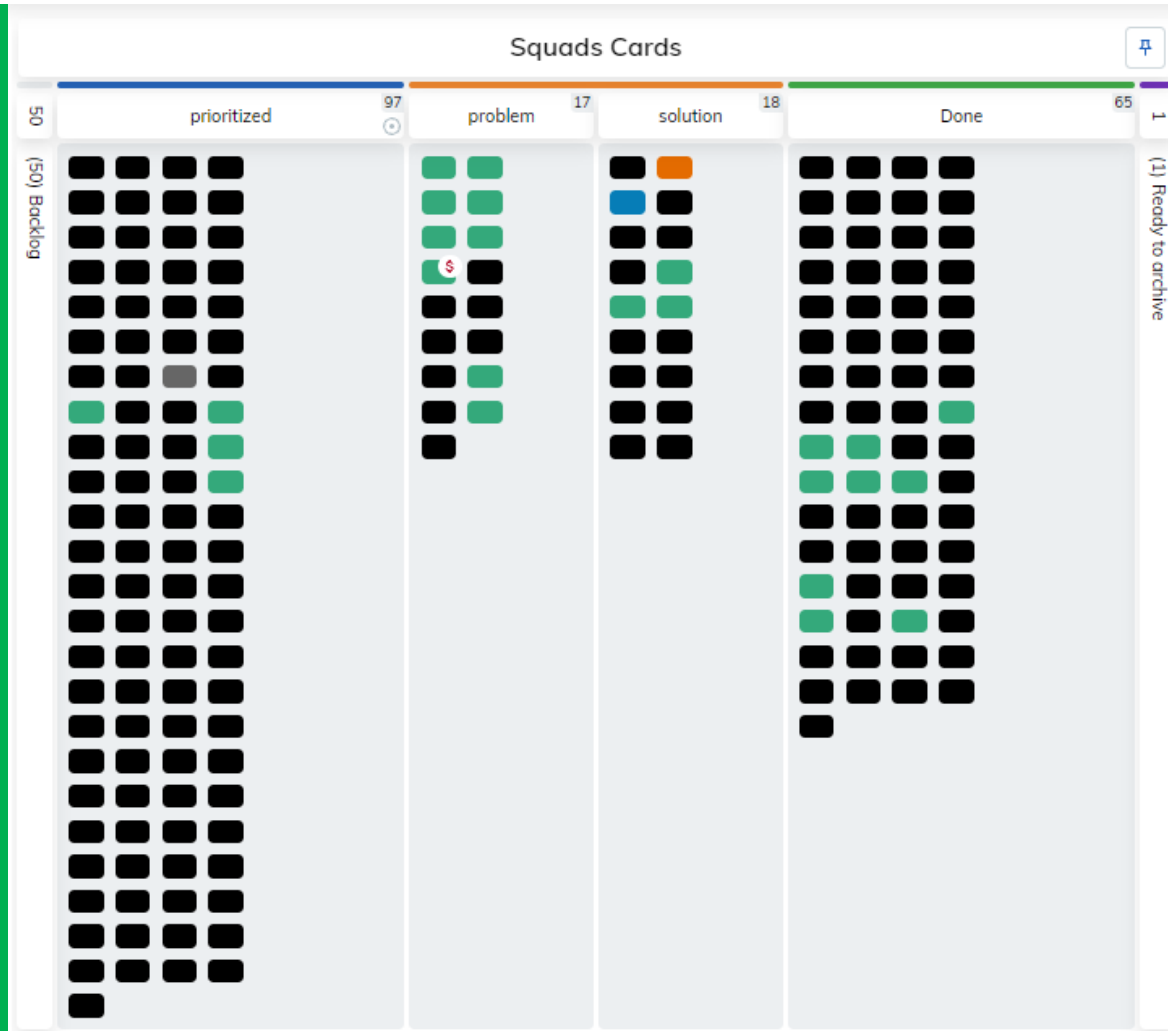 Squads Cards
50
prioritized
97
problem
17
solution
18
Done
65
1
(50) Backlog
$
(1) Ready to archive